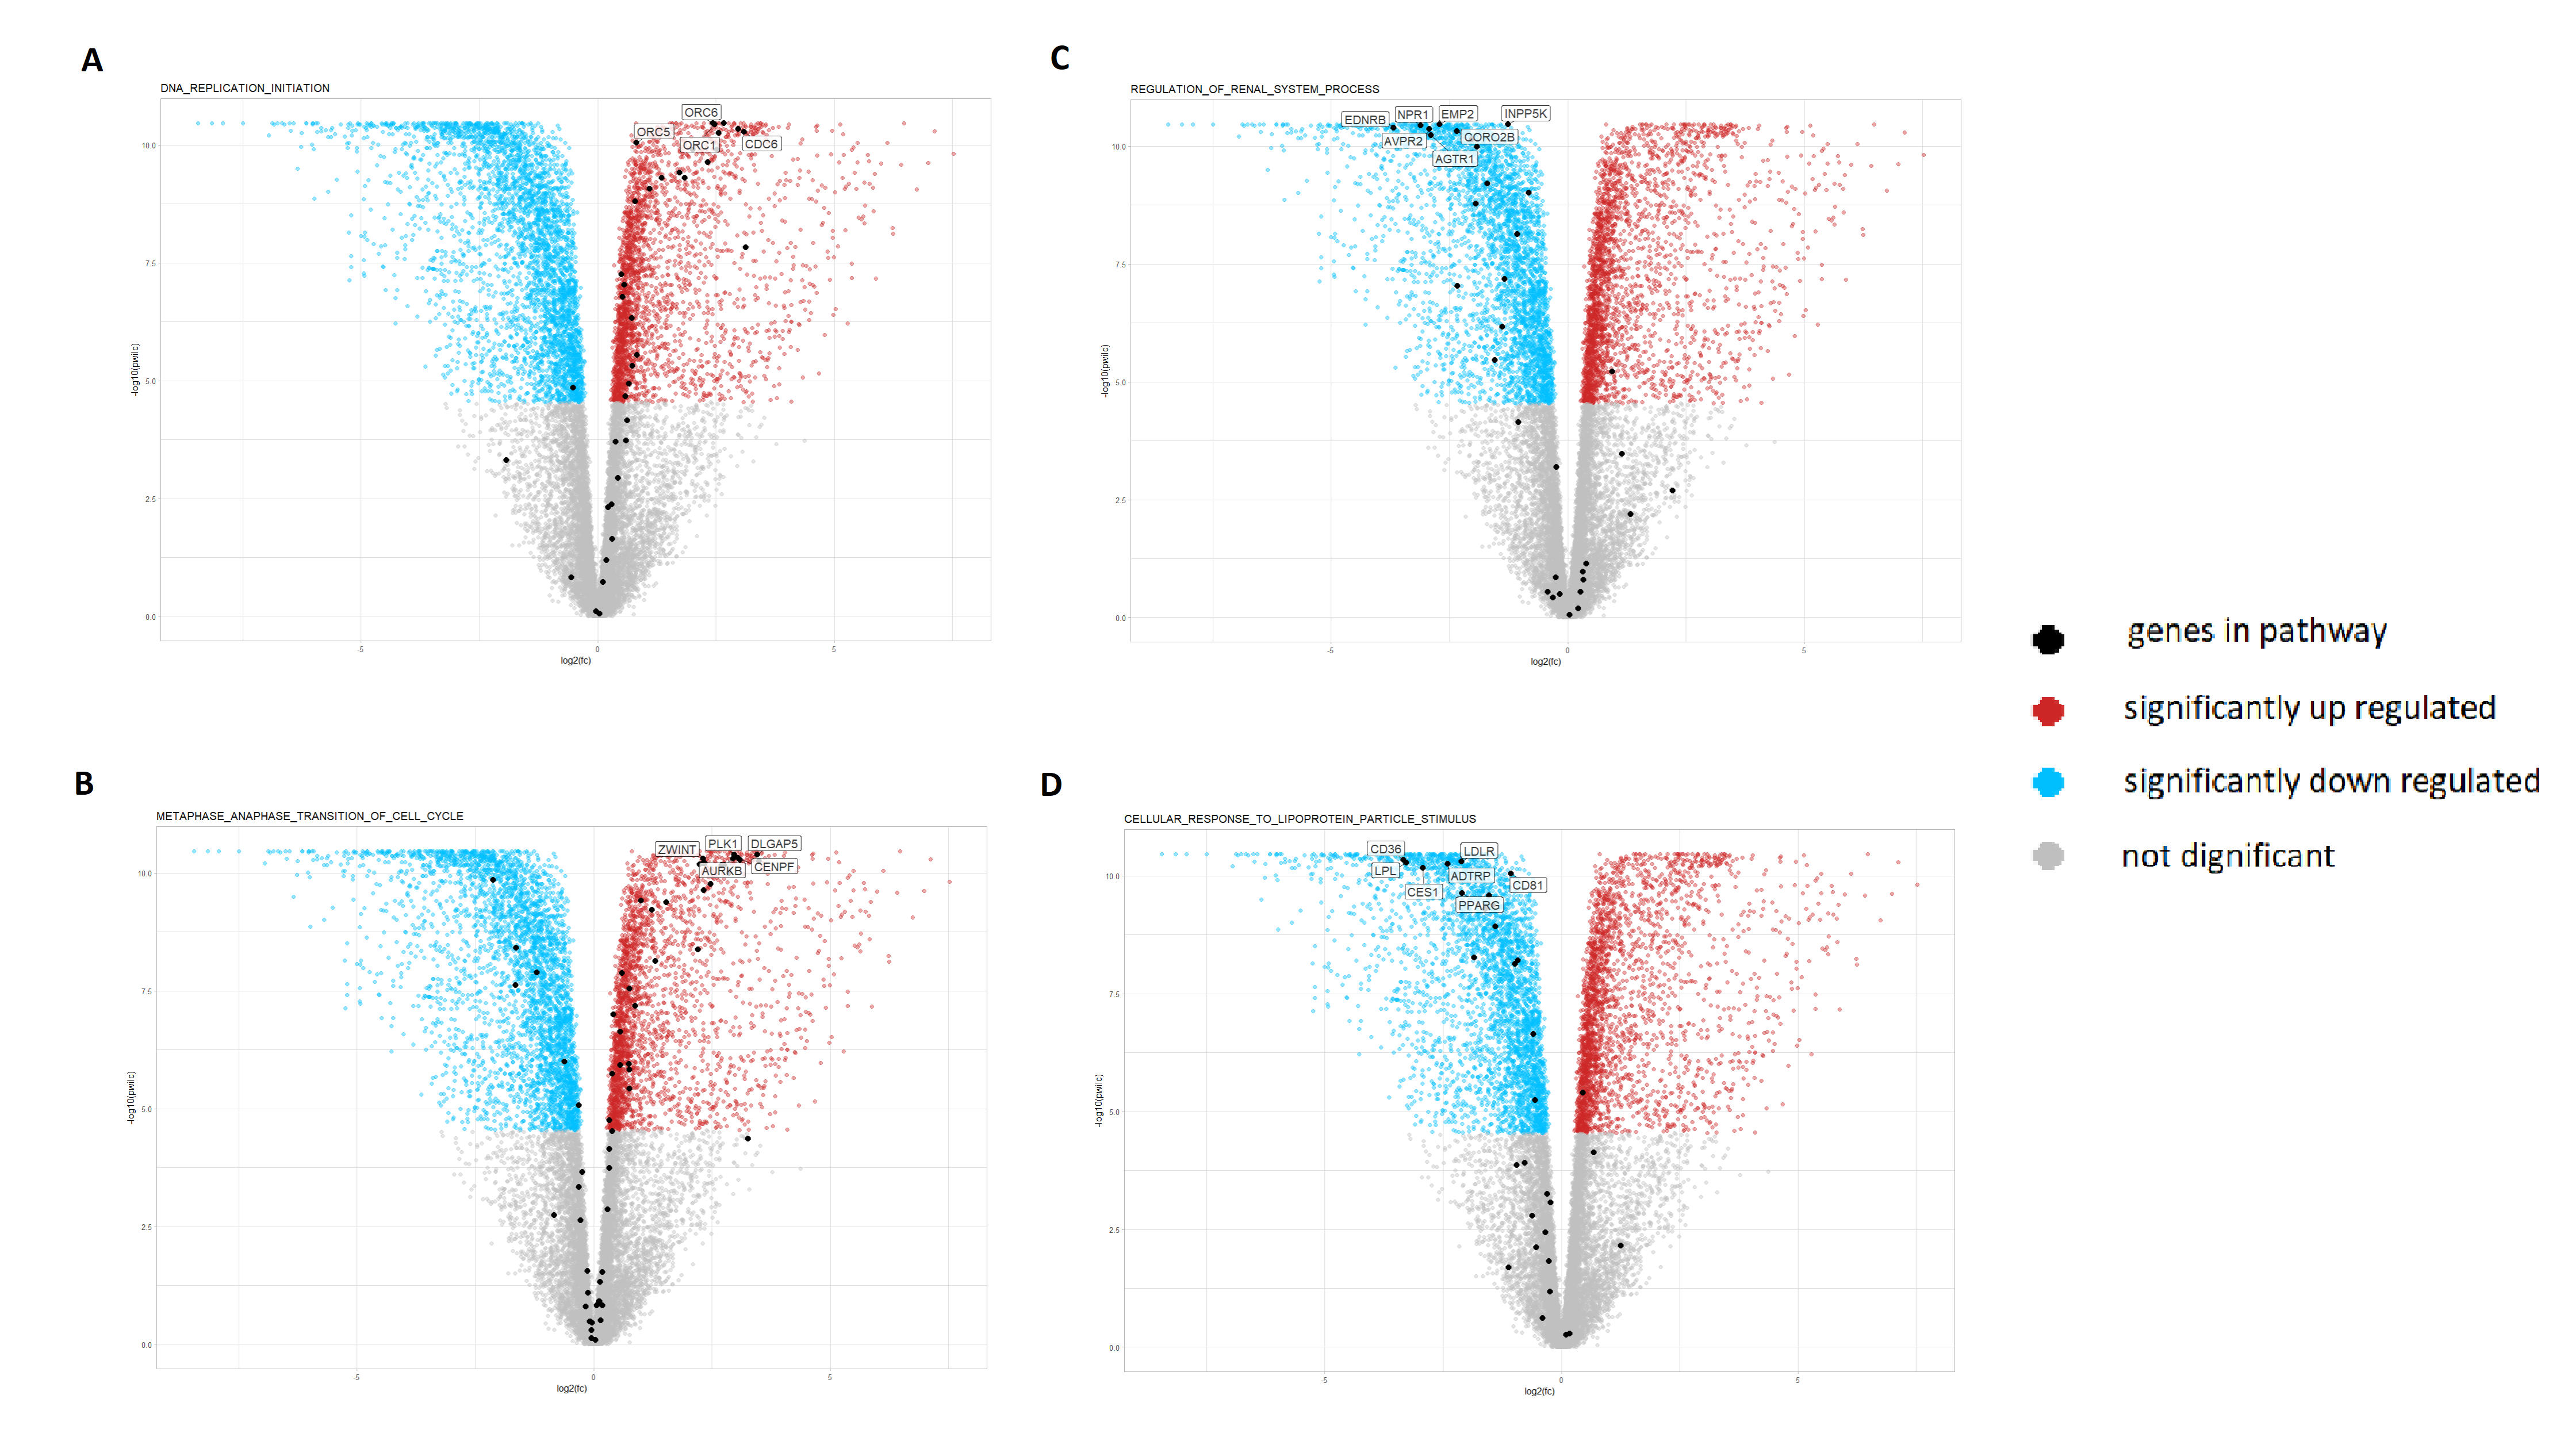 A
DNA_REPLICATION_INITIATION
ORC6
ORC5
ORC1
CDC6
10.0
7.5
5.0
2.5
0.0
-log10(pwilc)
-5
0
5
log2(fc)
C
REGULATION_OF_RENAL_SYSTEM_PROCESS
EDNRB
NPR1
EMP2
INPP5K
AVPR2
CORO2B
AGTR1
10.0
7.5
5.0
2.5
0.0
-log10(pwilc)
-5
0
5
log2(fc)
B
METAPHASE_ANAPHASE_TRANSITION_OF_CELL_CYCLE
ZWINT
PLK1
DLGAP5
AURKB
CENPF
10.0
7.5
5.0
2.5
0.0
-log10(pwilc)
-5
0
5
log2(fc)
D
CELLULAR_RESPONSE_TO_LIPOPROTEIN_PARTICLE_STIMULUS
CD36
LDLR
LPL
ADTRP
CES1
CD81
PPARG
10.0
7.5
5.0
2.5
0.0
-log10(pwilc)
-5
0
5
log2(fc)
genes in pathway
significantly up regulated
significantly down regulated
not dignificant